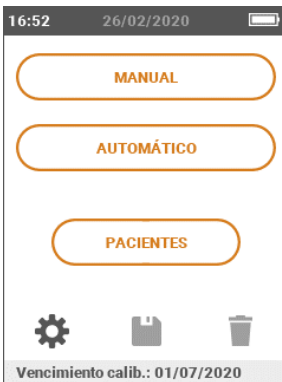 16:52 26/02/2020
MANUAL
AUTOMÁTICO
PACIENTES
Vencimiento calib.: 01/07/2020